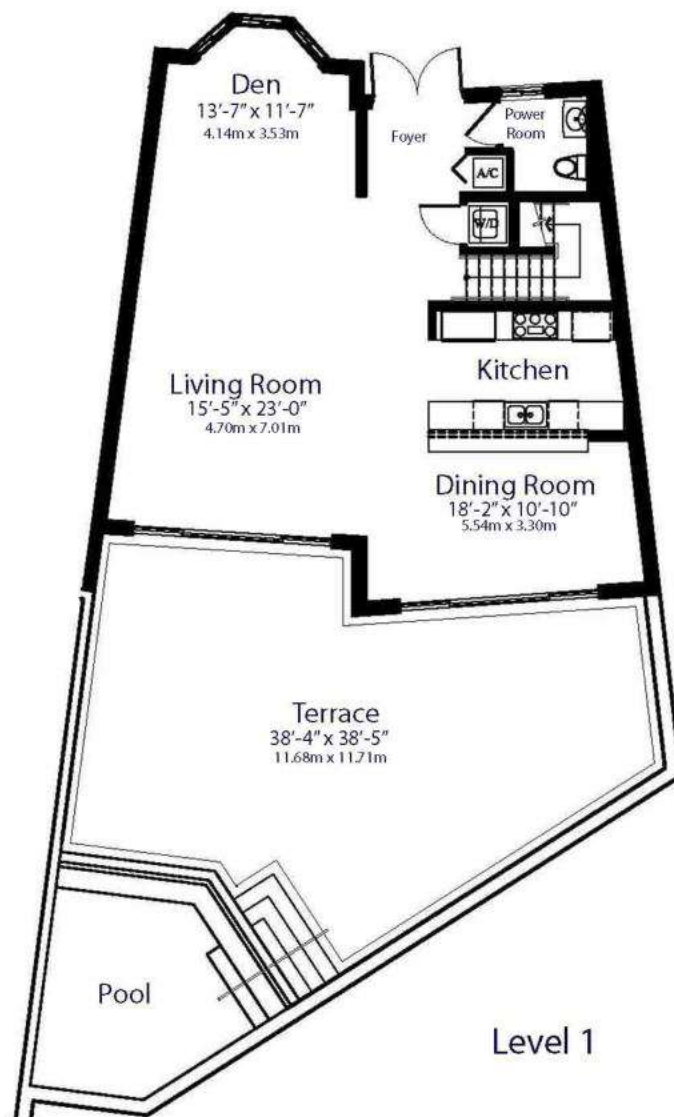 Den
13'-7" x 11'-7"
4.14m x 3.53m
Foyer
Power
Room
A/C
W/D
Living Room
15'-5" x 23'-0"
4.70m x 7.01m
Kitchen
Dining Room
18'-2" x 10'-10"
5.54m x 3.30m
Terrace
38'-4" x 38'-5"
11.68m x 11.71m
Pool
Level 1